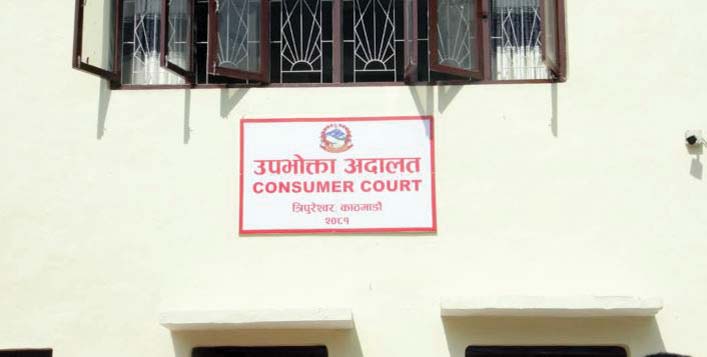 उपभोक्ता अदालत
CONSUMER COURT
त्रिपुरेश्वर, काठमाडौं
२०८१